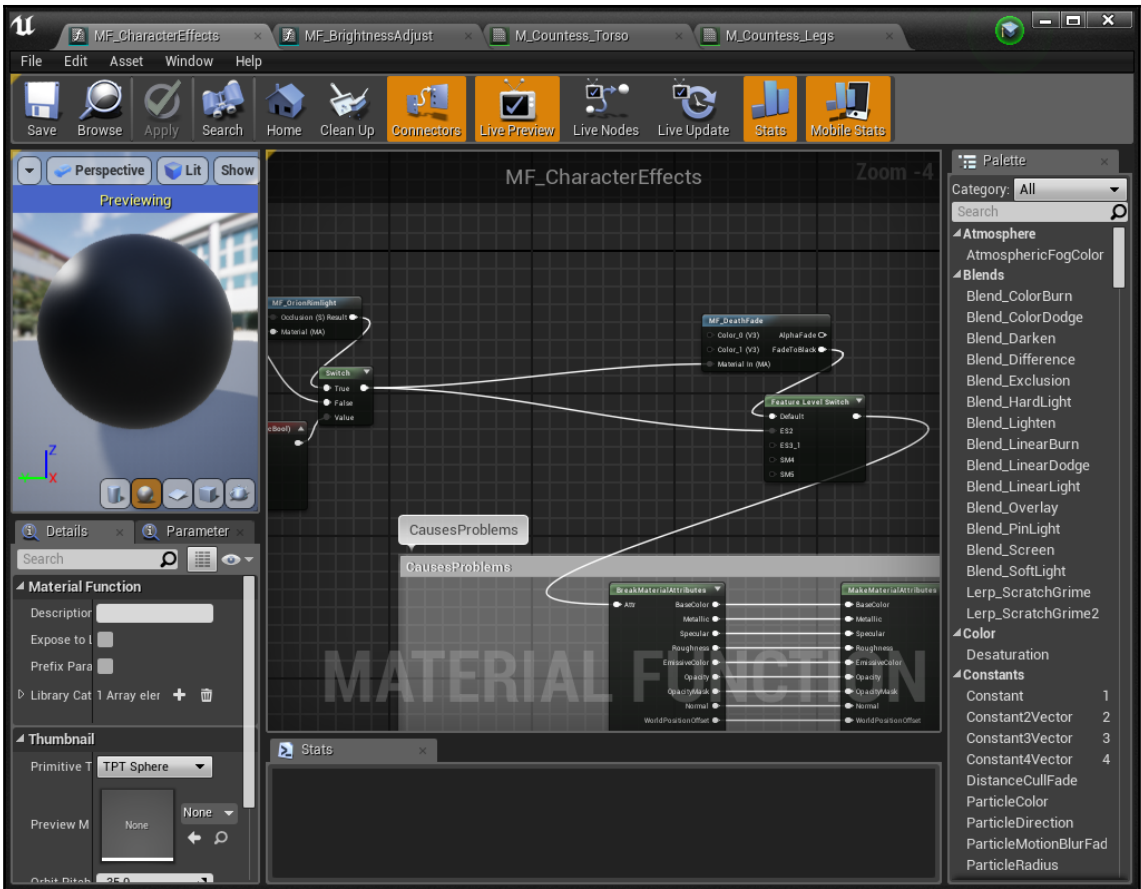 MF_CharacterEffects
MF_BrightnessAdjust
M_Countess_Torso
M_Countess_Legs
File Edit Asset Window Help
Save Browse Apply Search Home Clean Up Connectors Live Preview Live Nodes Live Update Stats Mobile Stats
Perspective Lit Show
Previewing
Z
X
MF_CharacterEffects
Zoom -4
MF_OrionRimlight
Occlusion (S) Result
Material (MA)
Switch
True
False
Value
cBool)
MF_DeathFade
Color_0 (V3) AlphaFade
Color_1 (V3) FadeToBlack
Material In (MA)
Feature Level Switch
Default
ES2
ES3_1
SM4
SM5
CausesProblems
CausesProblems
BreakMaterialAttributes
Attr BaseColor
Metallic
Specular
Roughness
EmissiveColor
Opacity
OpacityMask
Normal
WorldPositionOffset
MakeMaterialAttributes
BaseColor
Metallic
Specular
Roughness
EmissiveColor
Opacity
OpacityMask
Normal
WorldPositionOffset
MATERIAL FUNCTION
Details
Parameter
Search
Material Function
Description
Expose to L
Prefix Para
Library Cat 1 Array eler
Thumbnail
Primitive T TPT Sphere
Preview M None None
Orbit Pitch -35.0
Stats
Palette
Category: All
Search
Atmosphere
AtmosphericFogColor
Blends
Blend_ColorBurn
Blend_ColorDodge
Blend_Darken
Blend_Difference
Blend_Exclusion
Blend_HardLight
Blend_Lighten
Blend_LinearBurn
Blend_LinearDodge
Blend_LinearLight
Blend_Overlay
Blend_PinLight
Blend_Screen
Blend_SoftLight
Lerp_ScratchGrime
Lerp_ScratchGrime2
Color
Desaturation
Constants
Constant 1
Constant2Vector 2
Constant3Vector 3
Constant4Vector 4
DistanceCullFade
ParticleColor
ParticleDirection
ParticleMotionBlurFad
ParticleRadius